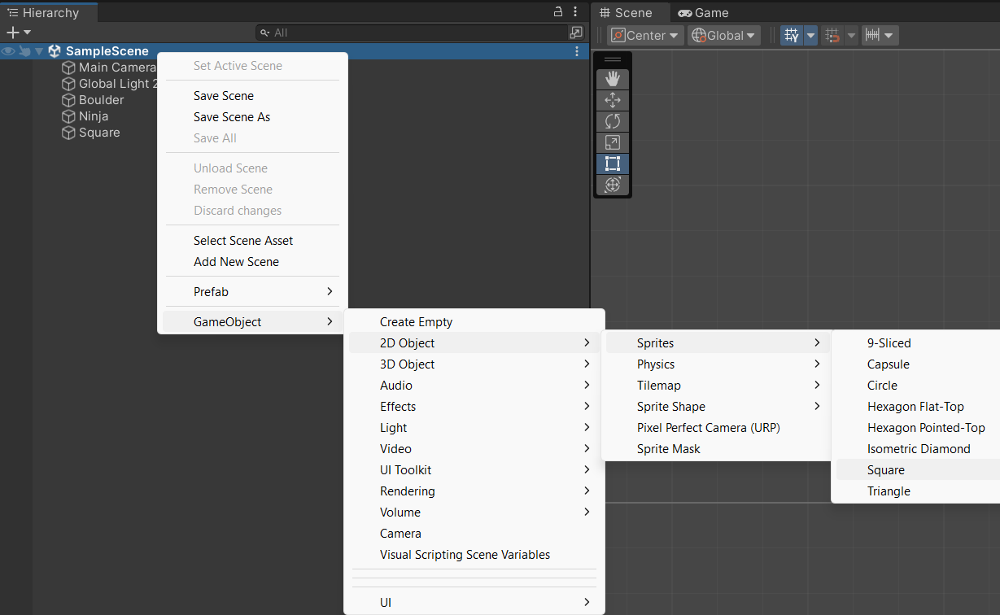 Hierarchy
All
SampleScene
Main Camera
Global Light 2
Boulder
Ninja
Square
Set Active Scene
Save Scene
Save Scene As
Save All
Unload Scene
Remove Scene
Discard changes
Select Scene Asset
Add New Scene
Prefab
GameObject
Create Empty
2D Object
3D Object
Audio
Effects
Light
Video
UI Toolkit
Rendering
Volume
Camera
Visual Scripting Scene Variables
UI
Sprites
Physics
Tilemap
Sprite Shape
Pixel Perfect Camera (URP)
Sprite Mask
9-Sliced
Capsule
Circle
Hexagon Flat-Top
Hexagon Pointed-Top
Isometric Diamond
Square
Triangle
Scene Game
Center Global